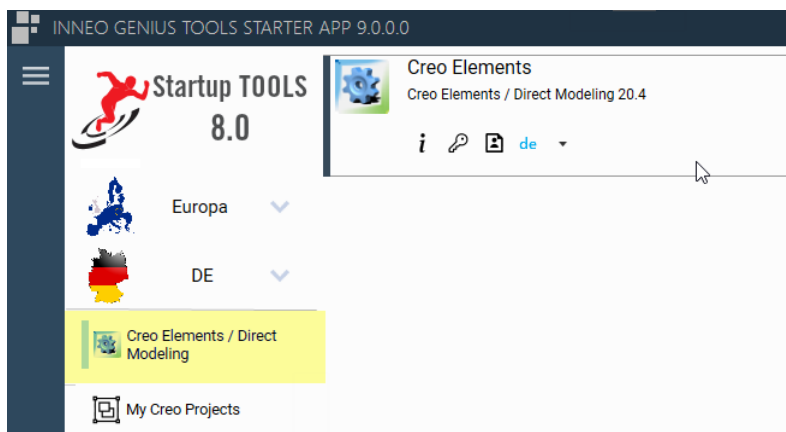 INNEO GENIUS TOOLS STARTER APP 9.0.0.0
Startup TOOLS
8.0
Europa
DE
Creo Elements / Direct
Modeling
My Creo Projects
Creo Elements
Creo Elements / Direct Modeling 20.4
i
de